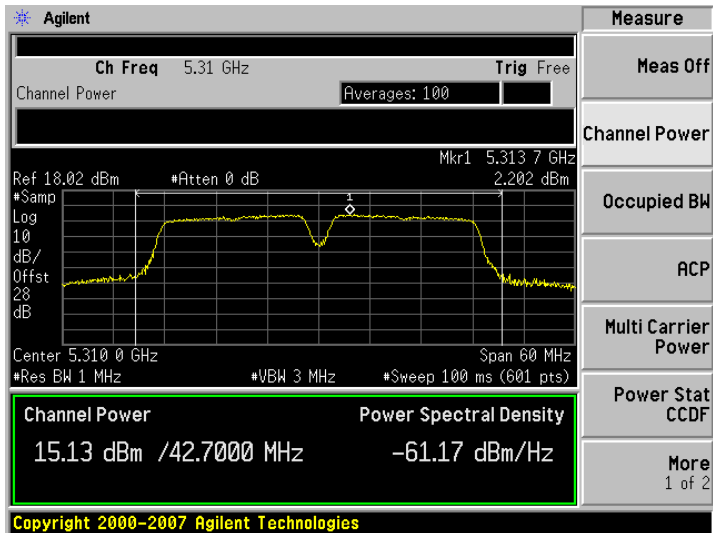 Agilent
Measure
Ch Freq 5.31 GHz Trig Free
Meas Off
Channel Power Averages: 100
Channel Power
Mkr1 5.313 7 GHz
Ref 18.02 dBm #Atten 0 dB 2.202 dBm
#Samp
Log
10
dB/
Offst
28
dB
1
Occupied BW
ACP
Multi Carrier
Power
Center 5.310 0 GHz Span 60 MHz
#Res BW 1 MHz #VBW 3 MHz #Sweep 100 ms (601 pts)
Channel Power Power Spectral Density
15.13 dBm /42.7000 MHz -61.17 dBm/Hz
Power Stat
CCDF
More
1 of 2
Copyright 2000-2007 Agilent Technologies